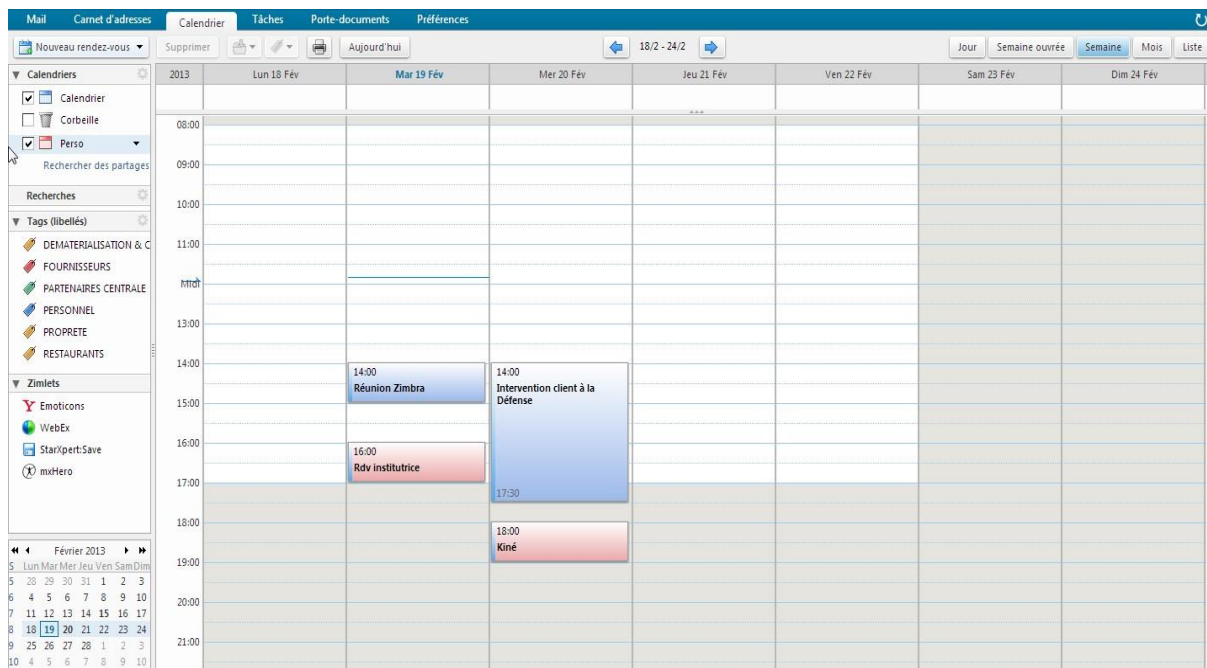 Mail Carnet d'adresses Calendrier Tâches Porte-documents Préférences
Nouveau rendez-vous Supprimer Aujourd'hui 18/2 - 24/2 Jour Semaine ouvrée Semaine Mois Liste
Calendriers
Calendrier
Corbeille
Perso
Rechercher des partages
Recherches
Tags (libellés)
DEMATERIALISATION & C
FOURNISSEURS
PARTENAIRES CENTRALE
PERSONNEL
PROPRETE
RESTAURANTS
Zimlets
Emoticons
WebEx
StarXpert:Save
mxHero
Février 2013
S Lun Mar Mer Jeu Ven Sam Dim
5 28 29 30 31 1 2 3
6 4 5 6 7 8 9 10
7 11 12 13 14 15 16 17
8 18 19 20 21 22 23 24
9 25 26 27 28 1 2 3
10 4 5 6 7 8 9 10
2013 Lun 18 Fév Mar 19 Fév Mer 20 Fév Jeu 21 Fév Ven 22 Fév Sam 23 Fév Dim 24 Fév
08:00
09:00
10:00
11:00
Midi
13:00
14:00
15:00
16:00
17:00
18:00
19:00
20:00
21:00
14:00
Réunion Zimbra
16:00
Rdv institutrice
14:00
Intervention client à la
Défense
17:30
18:00
Kiné